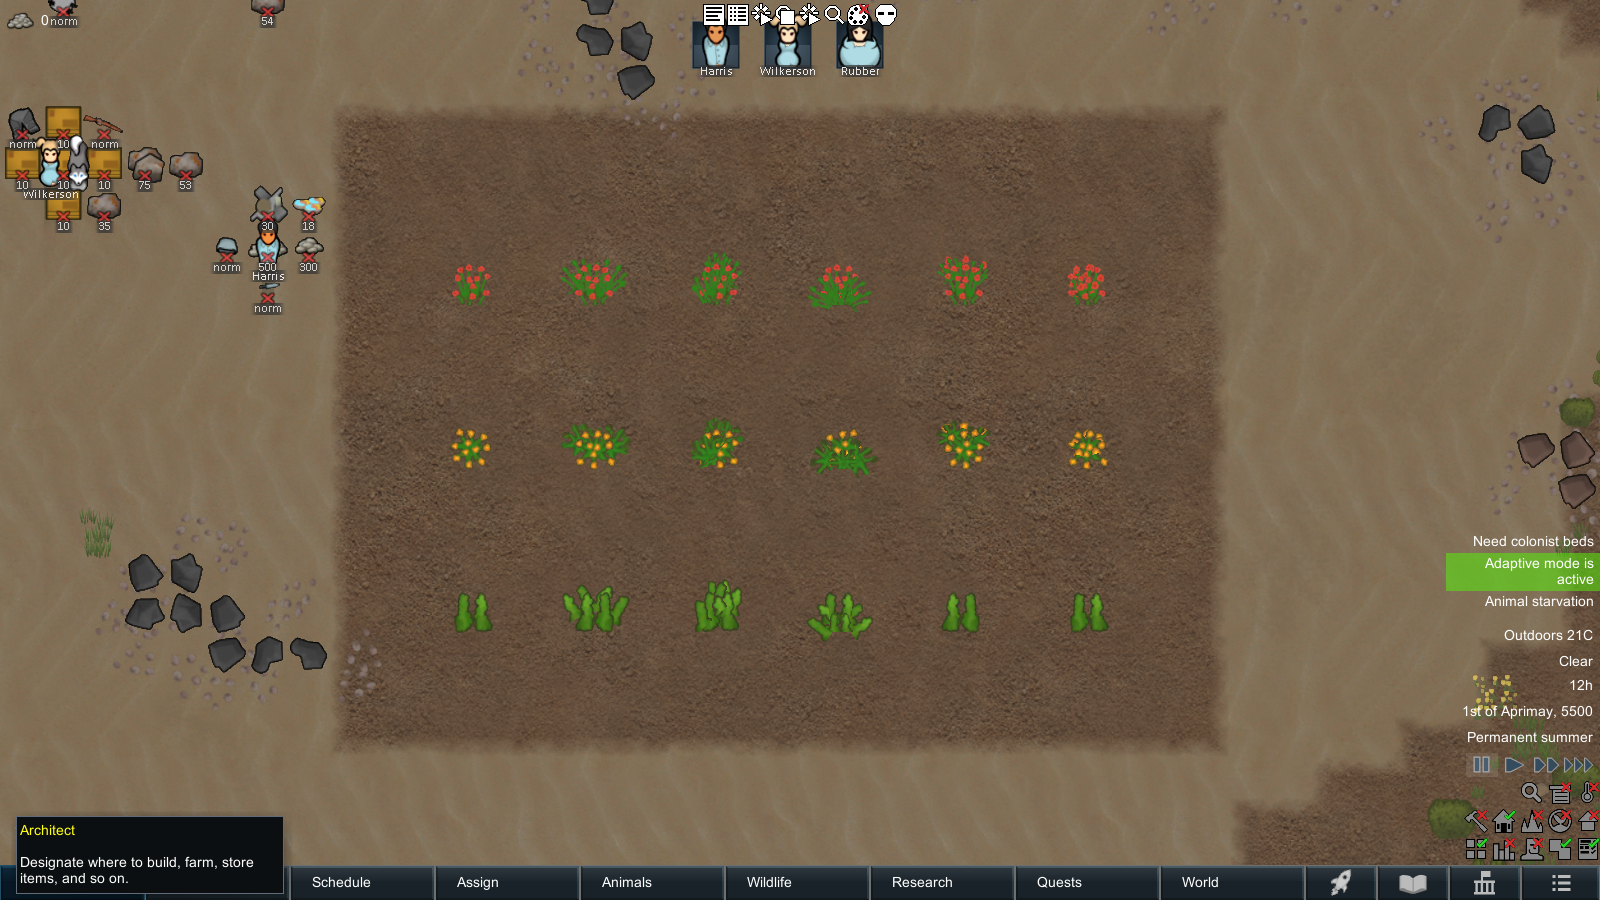 0
norm
54
Harris
Wilkerson
Rubber
norm
10
norm
10
10
10
75
53
Wilkerson
10
35
30
18
norm
500
300
Harris
norm
Need colonist beds
Adaptive mode is
active
Animal starvation
Outdoors 21C
Clear
12h
1st of Aprimay, 5500
Permanent summer
Architect
Designate where to build, farm, store
items, and so on.
Schedule
Assign
Animals
Wildlife
Research
Quests
World